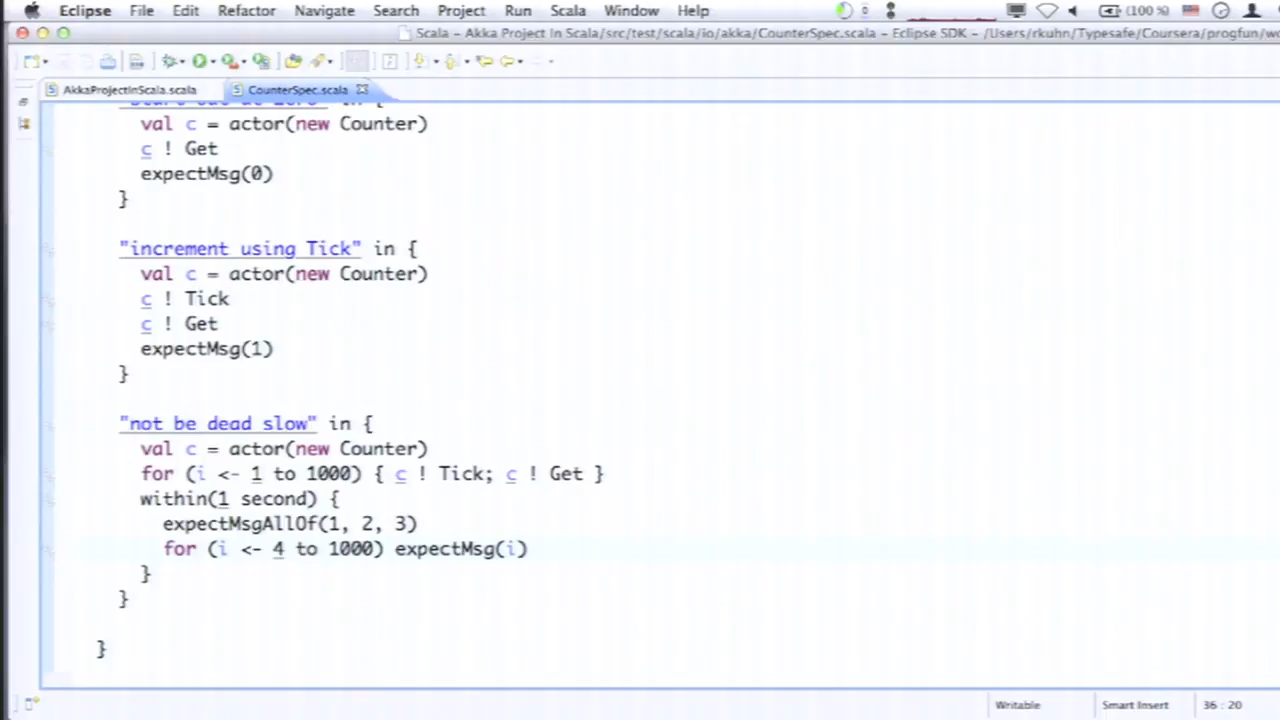 Eclipse File Edit Refactor Navigate Search Project Run Scala Window Help (100%)
Scala – Akka Project In Scala/src/test/scala/io/akka/CounterSpec.scala – Eclipse SDK – /Users/rkuhn/Typesafe/Coursera/progfun/wo
AkkaProjectInScala.scala CounterSpec.scala
val c = actor(new Counter)
c ! Get
expectMsg(0)
}
"increment using Tick" in {
val c = actor(new Counter)
c ! Tick
c ! Get
expectMsg(1)
}
"not be dead slow" in {
val c = actor(new Counter)
for (i <- 1 to 1000) { c ! Tick; c ! Get }
within(1 second) {
expectMsgAllOf(1, 2, 3)
for (i <- 4 to 1000) expectMsg(i)
}
}
}
Writable Smart Insert 36 : 20